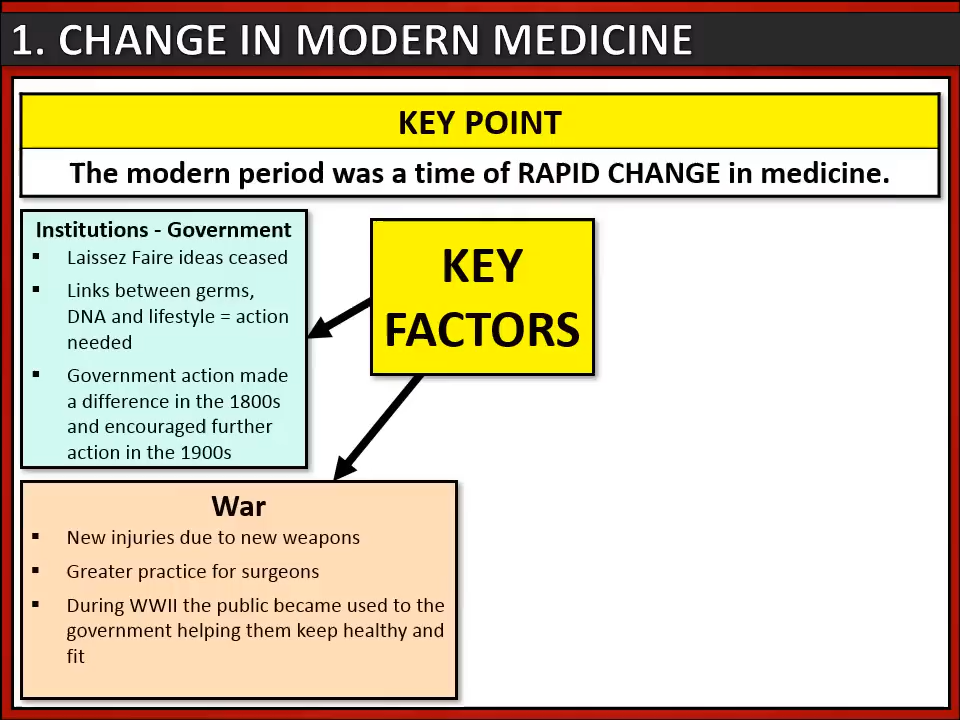 1. CHANGE IN MODERN MEDICINE
KEY POINT
The modern period was a time of RAPID CHANGE in medicine.
Institutions - Government
▪ Laissez Faire ideas ceased
▪ Links between germs,
DNA and lifestyle = action
needed
▪ Government action made
a difference in the 1800s
and encouraged further
action in the 1900s
KEY
FACTORS
War
▪ New injuries due to new weapons
▪ Greater practice for surgeons
▪ During WWII the public became used to the
government helping them keep healthy and
fit